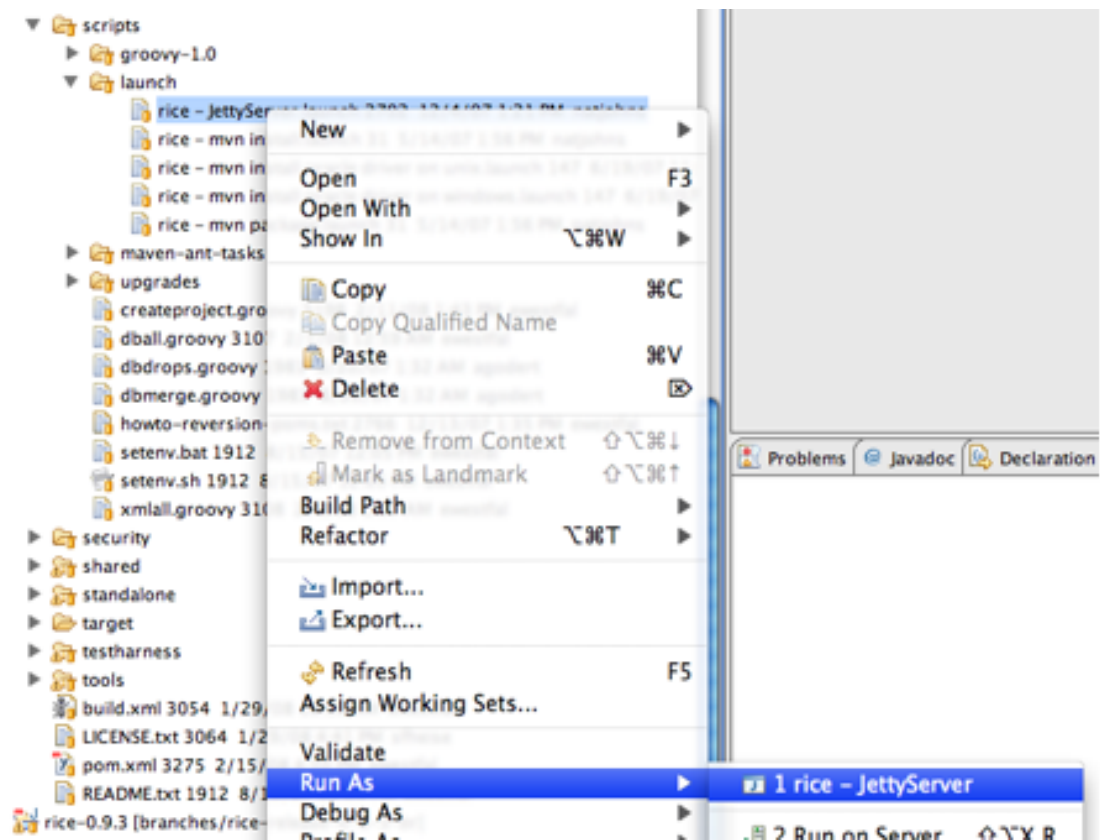 scripts
groovy-1.0
launch
rice - JettySer
rice - mvn in
rice - mvn in
rice - mvn in
rice - mvn pa
maven-ant-tasks
upgrades
createproject.gro
dball.groovy 310
dbdrops.groovy
dbmerge.groovy
howto-reversion-
setenv.bat 1912
setenv.sh 1912 8
xmlall.groovy 310
security
shared
standalone
target
testharness
tools
build.xml 3054 1/29/
LICENSE.txt 3064 1/2
pom.xml 3275 2/15/
README.txt 1912 8/1
rice-0.9.3 [branches/rice-
New
Open F3
Open With
Show In ⌥⌘W
Copy ⌘C
Copy Qualified Name
Paste ⌘V
Delete ⌦
Remove from Context ⇧⌥⌘↓
Mark as Landmark ⇧⌥⌘↑
Build Path
Refactor ⌥⌘T
Import...
Export...
Refresh F5
Assign Working Sets...
Validate
Run As
Debug As
Profile As
1 rice - JettyServer
2 Run on Server ⇧⌥X R
Problems
Javadoc
Declaration